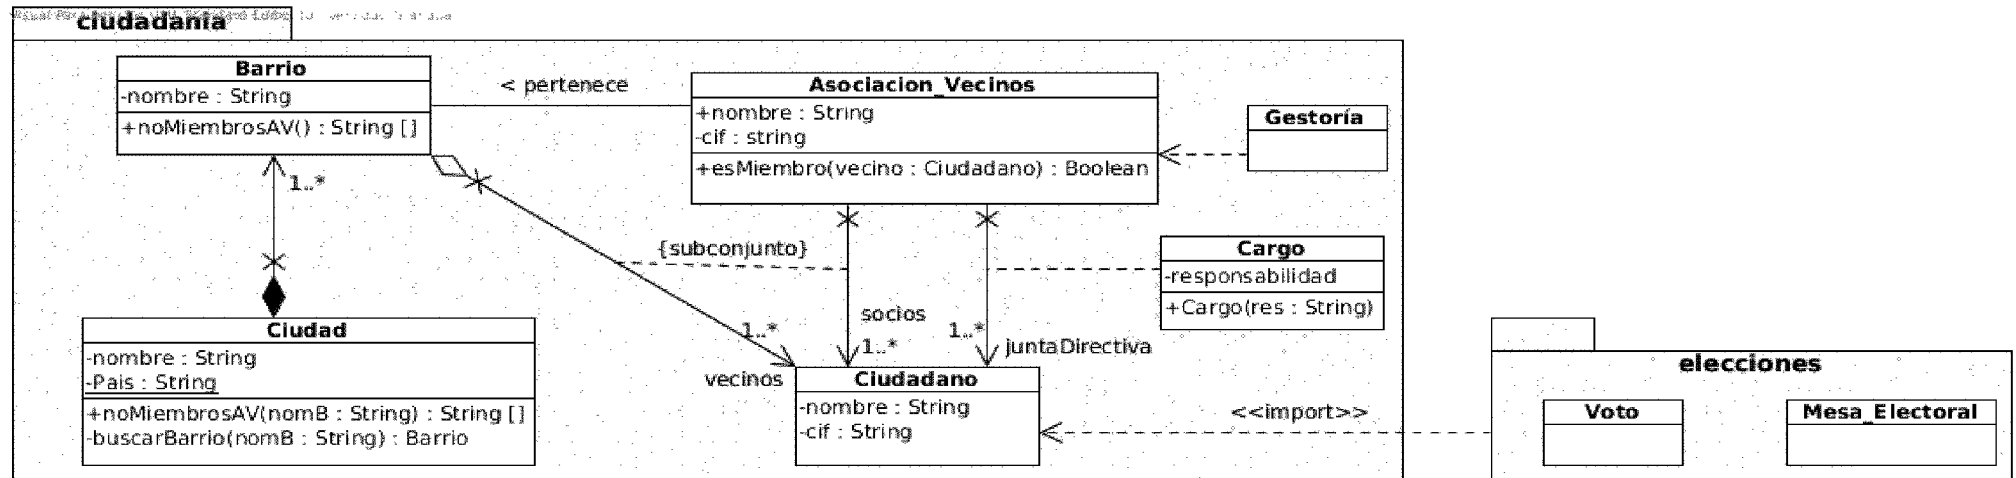 ciudadanía
Barrio
-nombre : String
+noMiembrosAV() : String []
< pertenece
Asociacion_Vecinos
+nombre : String
-cif : string
+esMiembro(vecino : Ciudadano) : Boolean
Gestoría
1..*
{subconjunto}
Cargo
-responsabilidad
+Cargo(res : String)
Ciudad
-nombre : String
-Pais : String
+noMiembrosAV(nomB : String) : String []
-buscarBarrio(nomB : String) : Barrio
1..*
vecinos
socios
1..*
1..*
juntaDirectiva
Ciudadano
-nombre : String
-cif : String
<<import>>
elecciones
Voto
Mesa_Electoral